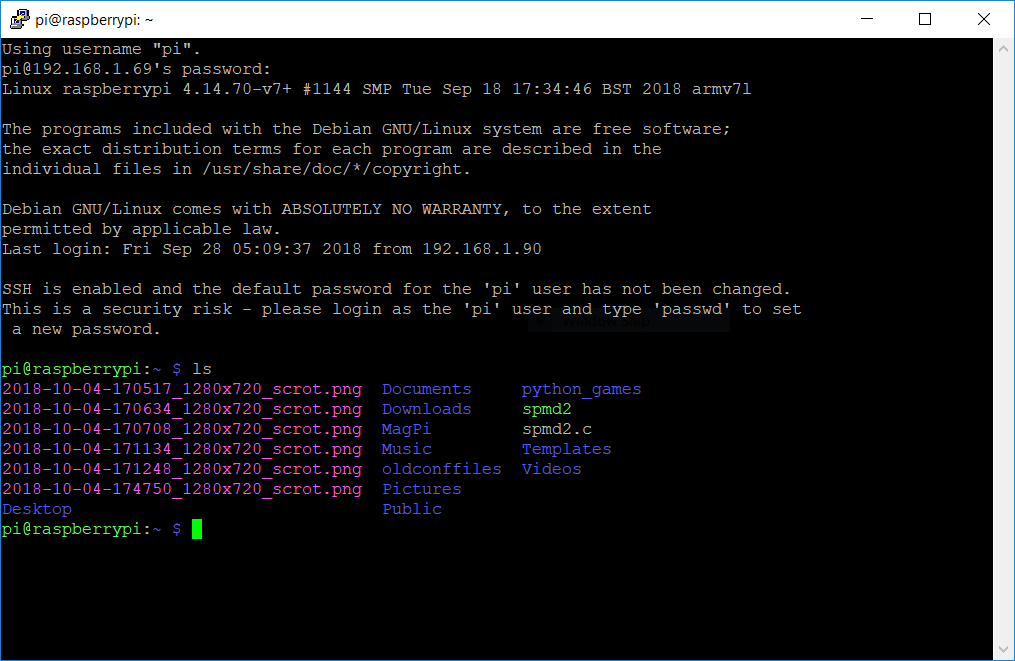 pi@raspberrypi: ~
Using username "pi".
pi@192.168.1.69's password:
Linux raspberrypi 4.14.70-v7+ #1144 SMP Tue Sep 18 17:34:46 BST 2018 armv7l
The programs included with the Debian GNU/Linux system are free software;
the exact distribution terms for each program are described in the
individual files in /usr/share/doc/*/copyright.
Debian GNU/Linux comes with ABSOLUTELY NO WARRANTY, to the extent
permitted by applicable law.
Last login: Fri Sep 28 05:09:37 2018 from 192.168.1.90
SSH is enabled and the default password for the 'pi' user has not been changed.
This is a security risk - please login as the 'pi' user and type 'passwd' to set
 a new password.
Window Snip
pi@raspberrypi:~ $ ls
2018-10-04-170517_1280x720_scrot.png  Documents     python_games
2018-10-04-170634_1280x720_scrot.png  Downloads     spmd2
2018-10-04-170708_1280x720_scrot.png  MagPi         spmd2.c
2018-10-04-171134_1280x720_scrot.png  Music         Templates
2018-10-04-171248_1280x720_scrot.png  oldconffiles  Videos
2018-10-04-174750_1280x720_scrot.png  Pictures
Desktop                               Public
pi@raspberrypi:~ $